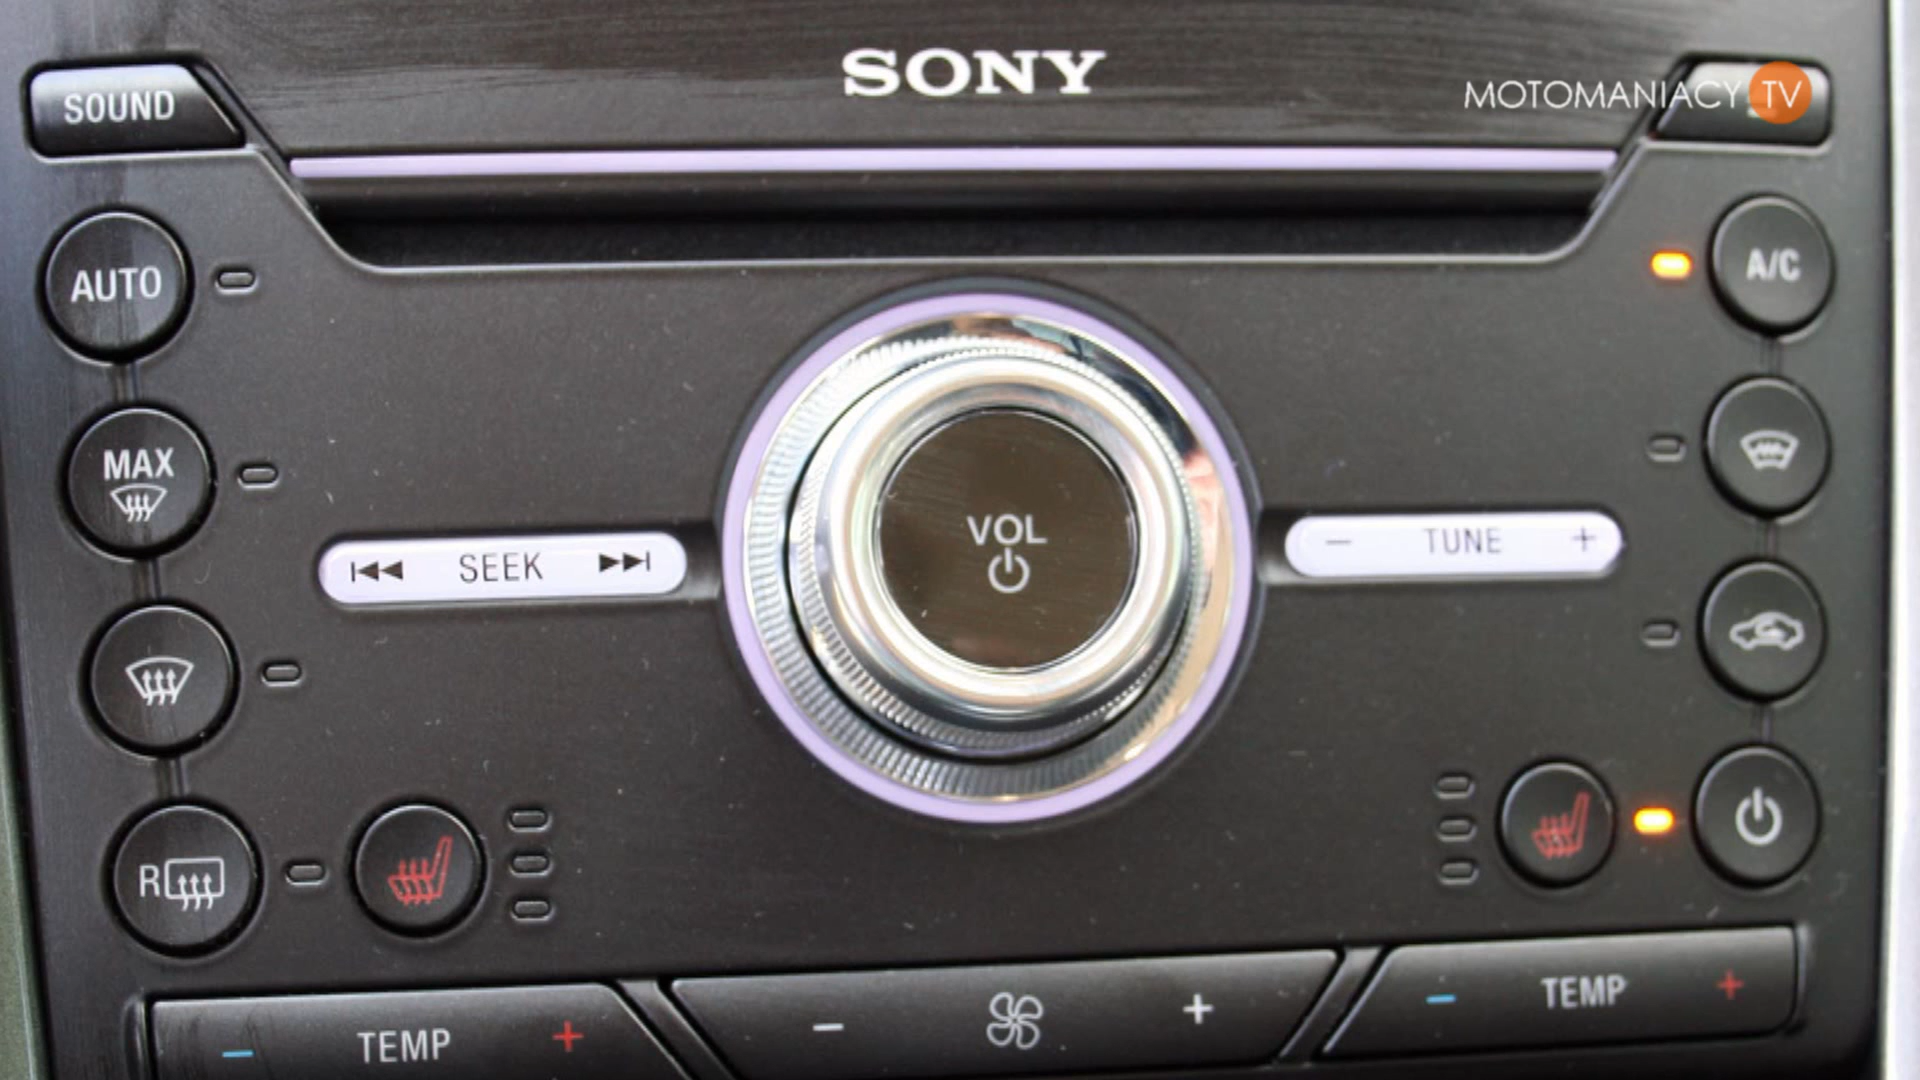 SONY
SOUND
MOTOMANIACY TV
AUTO
A/C
MAX
VOL
SEEK
− TUNE +
R
− TEMP +
− +
− TEMP +